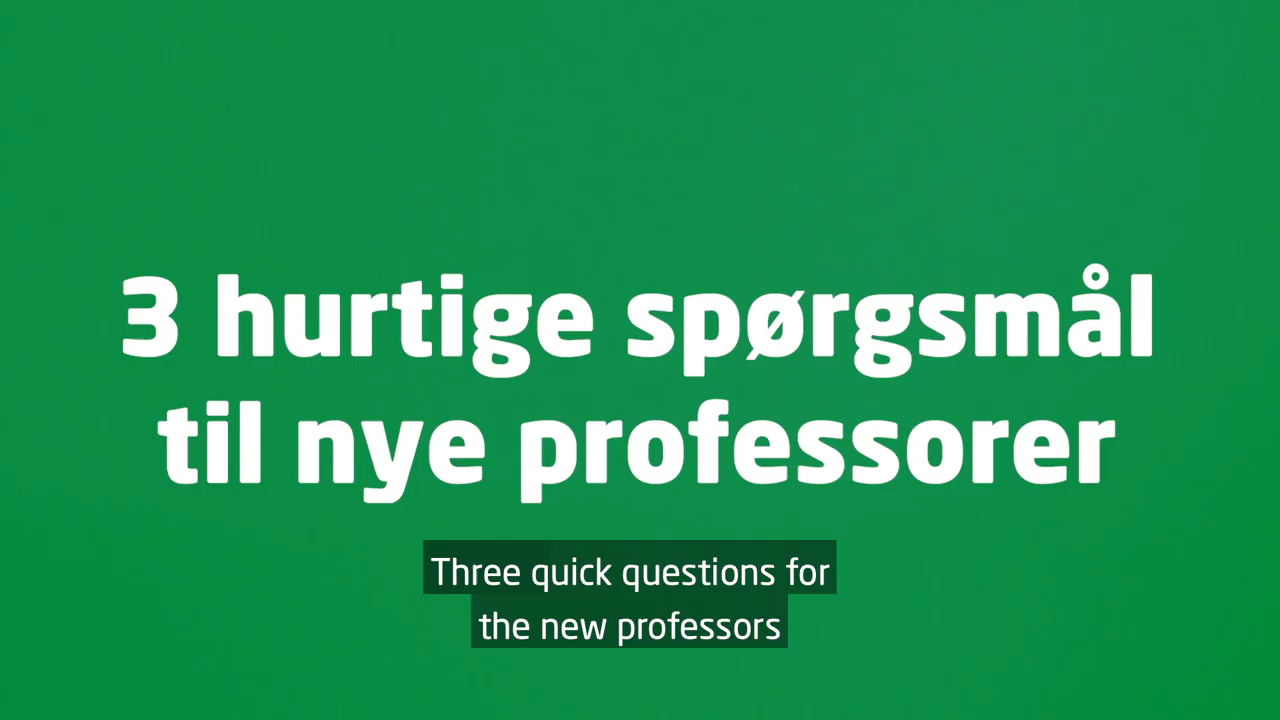 3 hurtige spørgsmål
til nye professorer
Three quick questions for
the new professors